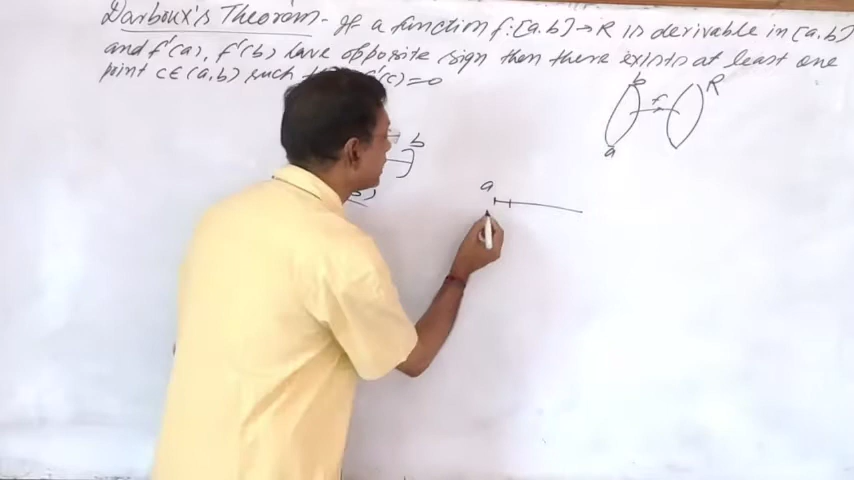 Darboux's Theorem - If a function f:[a.b]→R is derivable in [a.b]
and f'(a), f'(b) have opposite sign then there exists at least one
point c∈(a,b) such (c)=0
b R
f
a
b
a